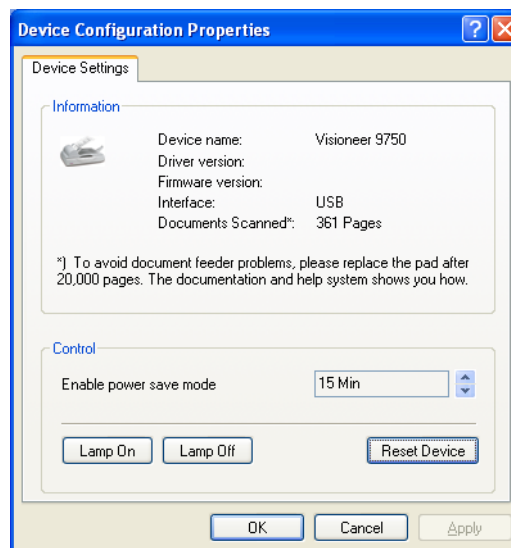 Device Configuration Properties
Device Settings
Information
Device name: Visioneer 9750
Driver version:
Firmware version:
Interface: USB
Documents Scanned*: 361 Pages
*) To avoid document feeder problems, please replace the pad after
20,000 pages. The documentation and help system shows you how.
Control
Enable power save mode 15 Min
Lamp On Lamp Off Reset Device
OK Cancel Apply